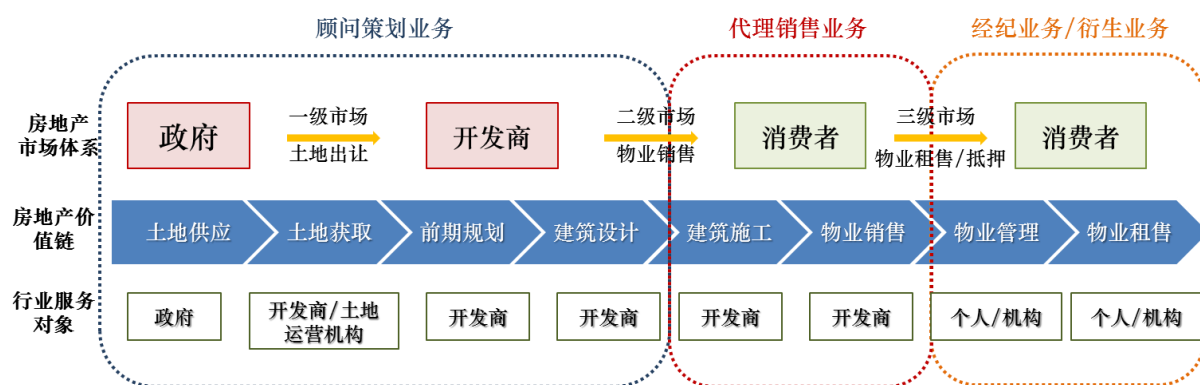 顾问策划业务
代理销售业务
经纪业务/衍生业务
房地产
市场体系
政府
一级市场
土地出让
开发商
二级市场
物业销售
消费者
三级市场
物业租售/抵押
消费者
房地产价
值链
土地供应
土地获取
前期规划
建筑设计
建筑施工
物业销售
物业管理
物业租售
行业服务
对象
政府
开发商/土地
运营机构
开发商
开发商
开发商
开发商
个人/机构
个人/机构